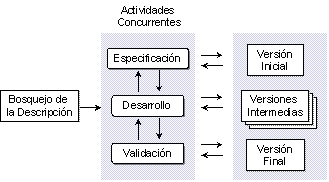 Actividades
Concurrentes
Especificación
Versión
Inicial
Bosquejo de
la Descripción
Desarrollo
Versiones
Intermedias
Validación
Versión
Final